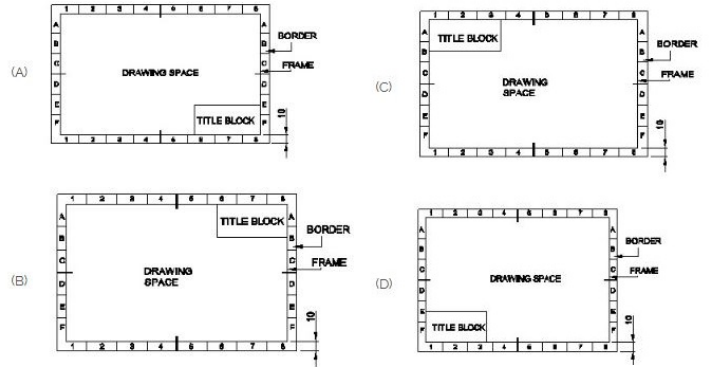 (A)
1 2 3 4 5 6 7 8
A A
B B
BORDER
C C
DRAWING SPACE
FRAME
D D
E E
TITLE BLOCK
F F
10
1 2 3 4 5 6 7 8
(B)
1 2 3 4 5 6 7 8
A A
TITLE BLOCK
B B
BORDER
C C
FRAME
DRAWING
SPACE
D D
E E
F F
10
1 2 3 4 5 6 7 8
(C)
1 2 3 4 5 6 7 8
A A
TITLE BLOCK
B B
BORDER
C C
FRAME
DRAWING
SPACE
D D
E E
F F
10
1 2 3 4 5 6 7 8
(D)
1 2 3 4 5 6 7 8
A A
B B
BORDER
C C
DRAWING SPACE
FRAME
D D
E E
TITLE BLOCK
F F
10
1 2 3 4 5 6 7 8